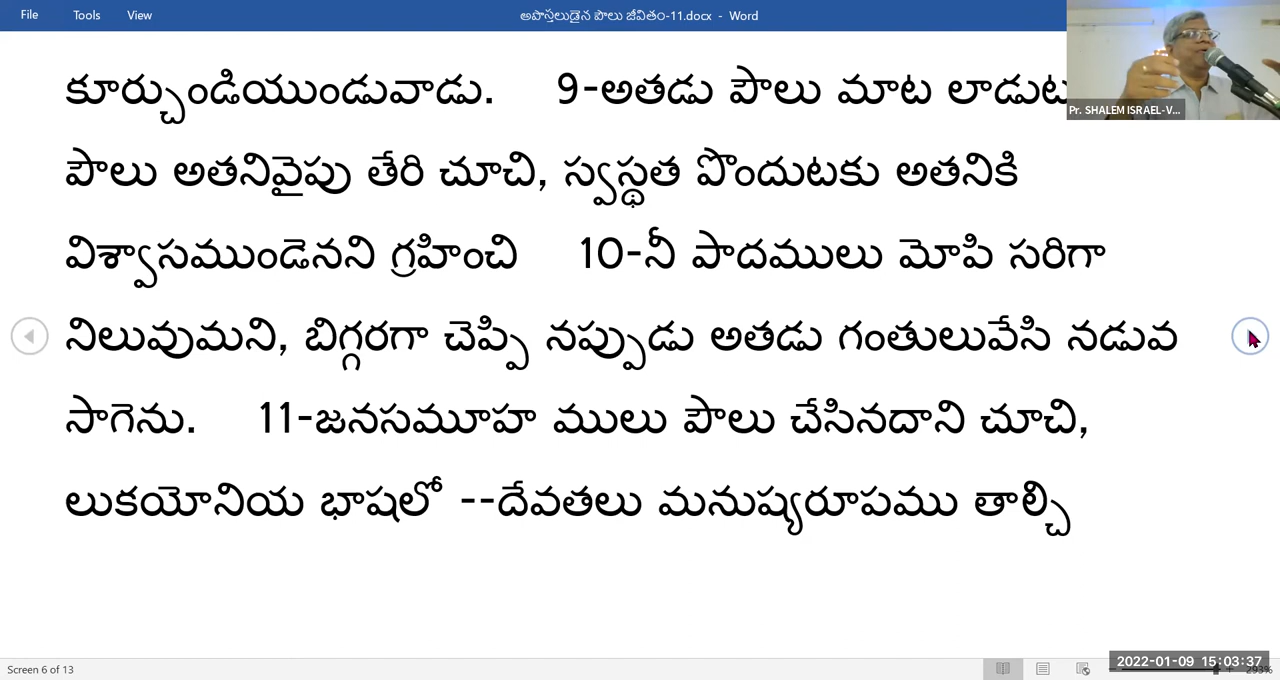 File Tools View అపొస్తలుడైన పౌలు జీవితం-11.docx - Word
Pr. SHALEM ISRAEL-V...
కూర్చుండియుండువాడు. 9-అతడు పౌలు మాట లాడుట
పౌలు అతనివైపు తేరి చూచి, స్వస్థత పొందుటకు అతనికి
విశ్వాసముండెనని గ్రహించి 10-నీ పాదములు మోపి సరిగా
నిలువుమని, బిగ్గరగా చెప్పి నప్పుడు అతడు గంతులువేసి నడువ
సాగెను. 11-జనసమూహ ములు పౌలు చేసినదాని చూచి,
లుకయోనియ భాషలో --దేవతలు మనుష్యరూపము తాల్చి
Screen 6 of 13
2022-01-09 15:03:37
293%